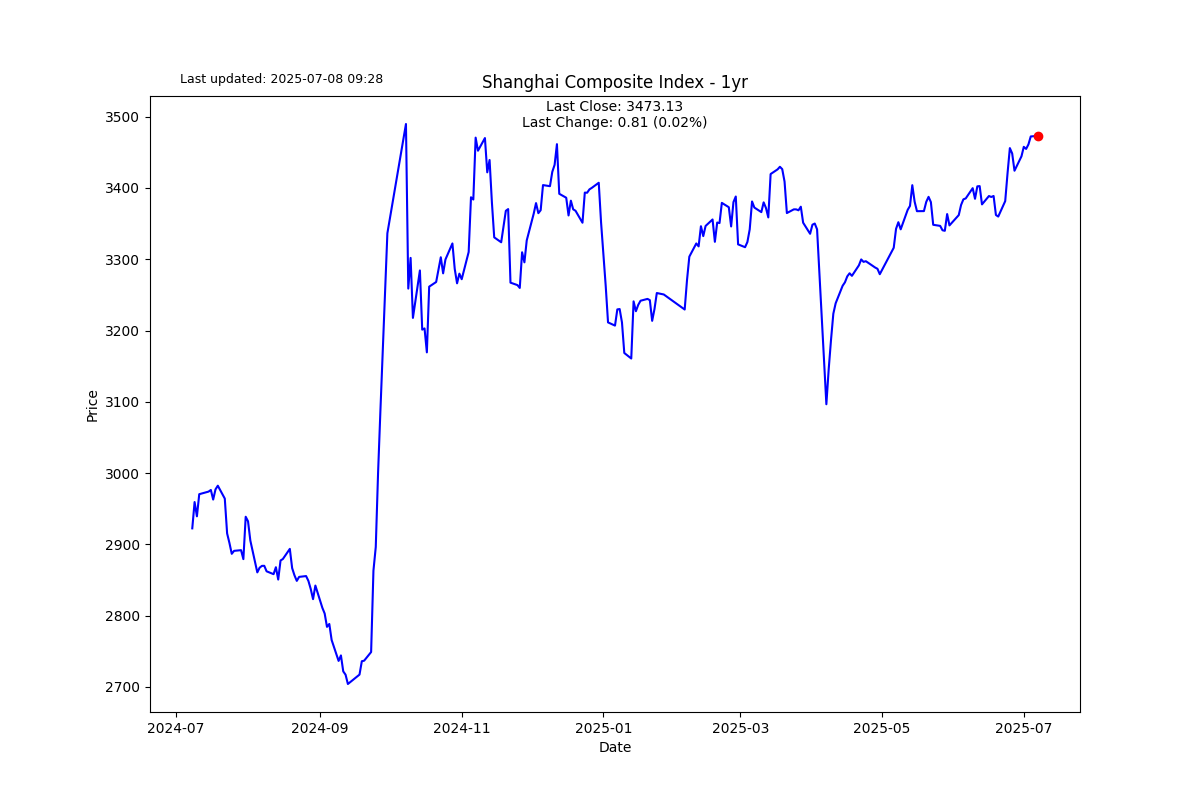 Last updated: 2025-07-08 09:28
Shanghai Composite Index - 1yr
Last Close: 3473.13
Last Change: 0.81 (0.02%)
3500
3400
3300
3200
3100
3000
2900
2800
2700
Price
2024-07
2024-09
2024-11
2025-01
2025-03
2025-05
2025-07
Date